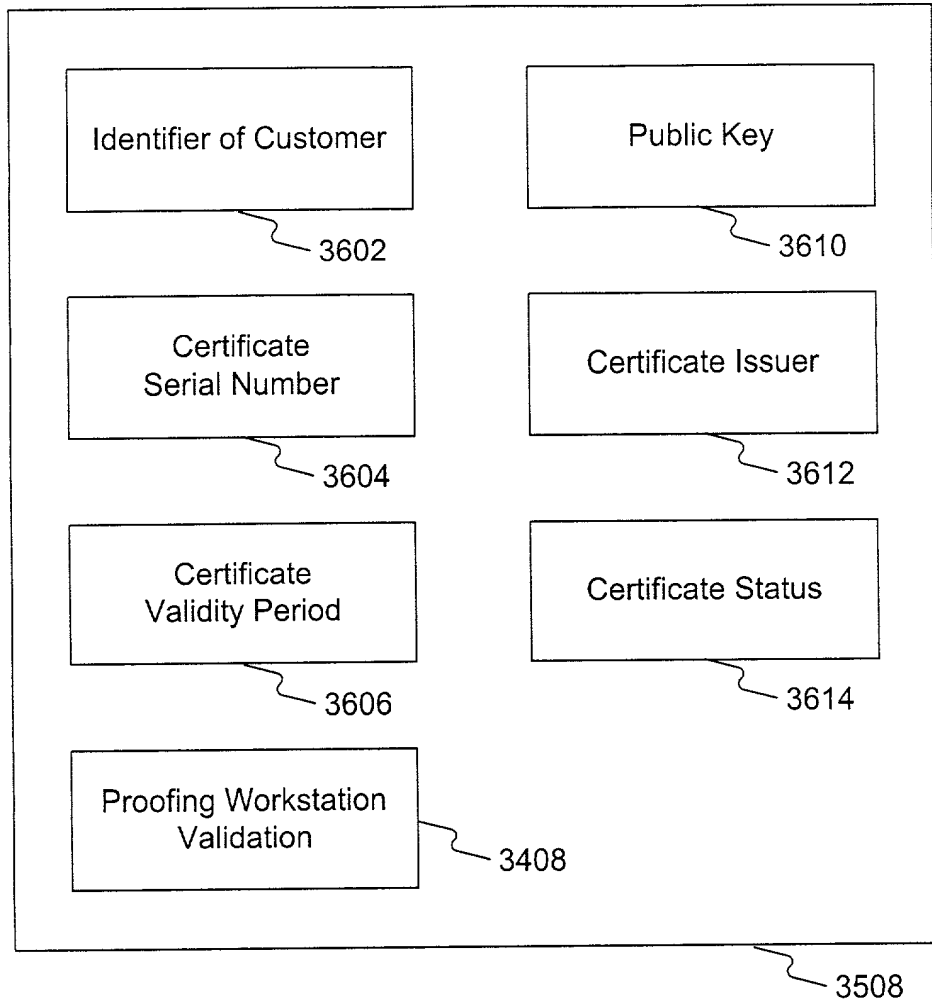 Identifier of Customer
3602
Public Key
3610
Certificate
Serial Number
3604
Certificate Issuer
3612
Certificate
Validity Period
3606
Certificate Status
3614
Proofing Workstation
Validation
3408
3508